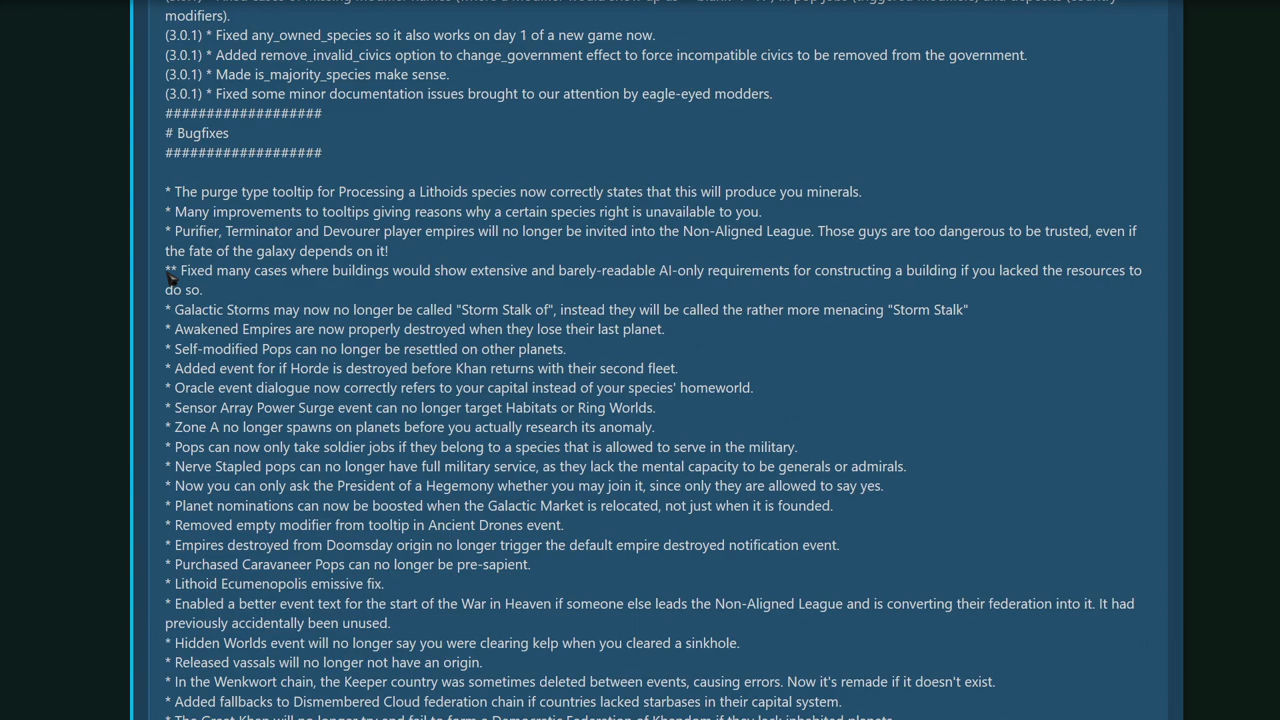 modifiers).
(3.0.1) * Fixed any_owned_species so it also works on day 1 of a new game now.
(3.0.1) * Added remove_invalid_civics option to change_government effect to force incompatible civics to be removed from the government.
(3.0.1) * Made is_majority_species make sense.
(3.0.1) * Fixed some minor documentation issues brought to our attention by eagle-eyed modders.
###################
# Bugfixes
###################
* The purge type tooltip for Processing a Lithoids species now correctly states that this will produce you minerals.
* Many improvements to tooltips giving reasons why a certain species right is unavailable to you.
* Purifier, Terminator and Devourer player empires will no longer be invited into the Non-Aligned League. Those guys are too dangerous to be trusted, even if
the fate of the galaxy depends on it!
** Fixed many cases where buildings would show extensive and barely-readable AI-only requirements for constructing a building if you lacked the resources to
do so.
* Galactic Storms may now no longer be called "Storm Stalk of", instead they will be called the rather more menacing "Storm Stalk"
* Awakened Empires are now properly destroyed when they lose their last planet.
* Self-modified Pops can no longer be resettled on other planets.
* Added event for if Horde is destroyed before Khan returns with their second fleet.
* Oracle event dialogue now correctly refers to your capital instead of your species' homeworld.
* Sensor Array Power Surge event can no longer target Habitats or Ring Worlds.
* Zone A no longer spawns on planets before you actually research its anomaly.
* Pops can now only take soldier jobs if they belong to a species that is allowed to serve in the military.
* Nerve Stapled pops can no longer have full military service, as they lack the mental capacity to be generals or admirals.
* Now you can only ask the President of a Hegemony whether you may join it, since only they are allowed to say yes.
* Planet nominations can now be boosted when the Galactic Market is relocated, not just when it is founded.
* Removed empty modifier from tooltip in Ancient Drones event.
* Empires destroyed from Doomsday origin no longer trigger the default empire destroyed notification event.
* Purchased Caravaneer Pops can no longer be pre-sapient.
* Lithoid Ecumenopolis emissive fix.
* Enabled a better event text for the start of the War in Heaven if someone else leads the Non-Aligned League and is converting their federation into it. It had
previously accidentally been unused.
* Hidden Worlds event will no longer say you were clearing kelp when you cleared a sinkhole.
* Released vassals will no longer not have an origin.
* In the Wenkwort chain, the Keeper country was sometimes deleted between events, causing errors. Now it's remade if it doesn't exist.
* Added fallbacks to Dismembered Cloud federation chain if countries lacked starbases in their capital system.